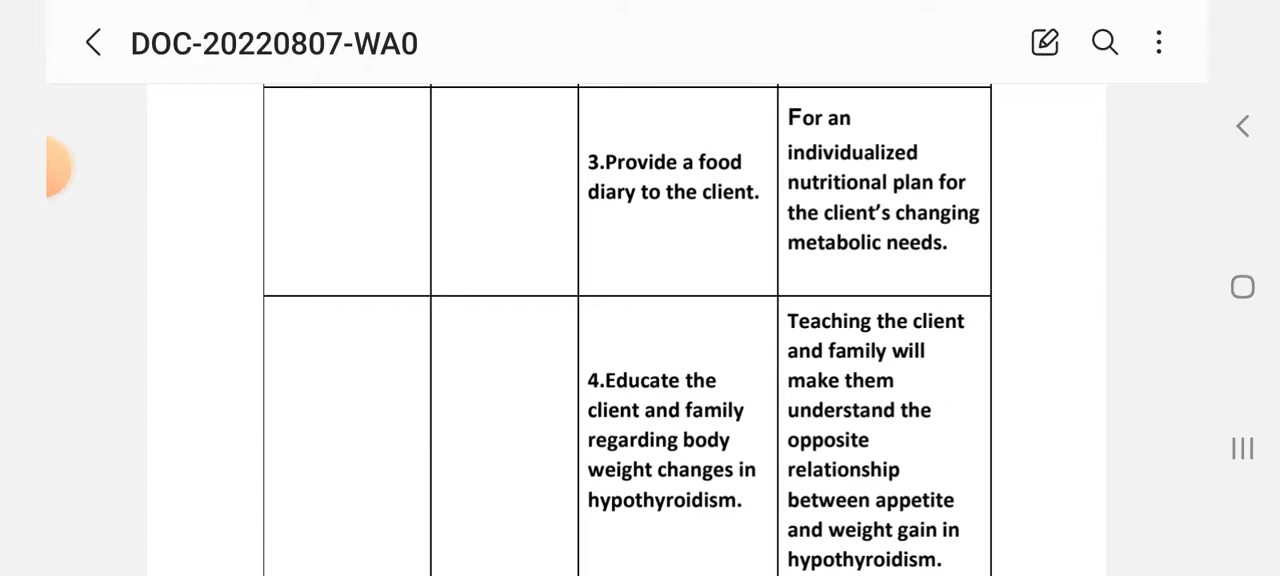 DOC-20220807-WA0
3.Provide a food
diary to the client.
For an
individualized
nutritional plan for
the client’s changing
metabolic needs.
4.Educate the
client and family
regarding body
weight changes in
hypothyroidism.
Teaching the client
and family will
make them
understand the
opposite
relationship
between appetite
and weight gain in
hypothyroidism.